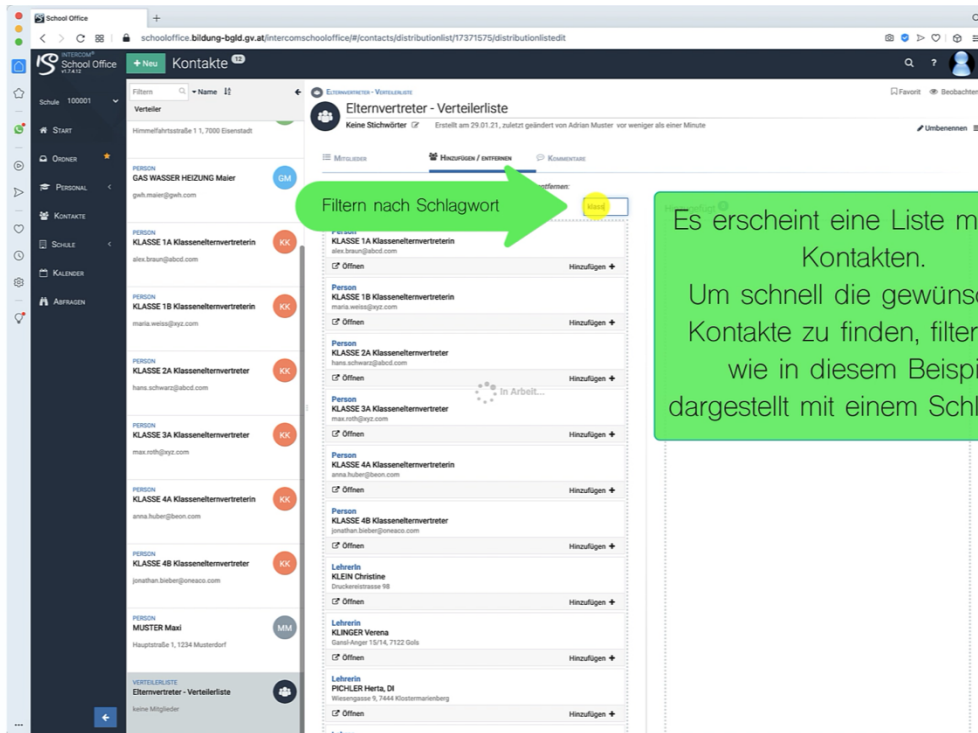 School Office
schooloffice.bildung-bgld.gv.at/intercomschooloffice/#/contacts/distributionlist/17371575/distributionlistedit
INTERCOM®
School Office
v1.7.4.12
+ Neu
Kontakte 12
?
Schule 100001
Start
Ordner
Personal
Kontakte
Schule
Kalender
Abfragen
Filtern
Name
Verteiler
Himmelfahrtsstraße 1 1, 7000 Eisenstadt
PERSON
GAS WASSER HEIZUNG Maier
GM
gwh.maier@gwh.com
PERSON
KLASSE 1A Klassenelternvertreterin
KK
alex.braun@abcd.com
PERSON
KLASSE 1B Klassenelternvertreterin
KK
maria.weiss@xyz.com
PERSON
KLASSE 2A Klassenelternvertreter
KK
hans.schwarz@abcd.com
PERSON
KLASSE 3A Klassenelternvertreter
KK
max.roth@xyz.com
PERSON
KLASSE 4A Klassenelternvertreterin
KK
anna.huber@beon.com
PERSON
KLASSE 4B Klassenelternvertreter
KK
jonathan.bieber@oneaco.com
PERSON
MUSTER Maxi
MM
Hauptstraße 1, 1234 Musterdorf
VERTEILERLISTE
Elternvertreter - Verteilerliste
keine Mitglieder
Elternvertreter - Verteilerliste
Favorit
Beobachten
Elternvertreter - Verteilerliste
Keine Stichwörter
Erstellt am 29.01.21, zuletzt geändert von Adrian Muster vor weniger als einer Minute
Umbenennen
Mitglieder
Hinzufügen / entfernen
Kommentare
entfernen:
Filtern nach Schlagwort
klass
Person
KLASSE 1A Klassenelternvertreterin
alex.braun@abcd.com
Öffnen
Hinzufügen +
Person
KLASSE 1B Klassenelternvertreterin
maria.weiss@xyz.com
Öffnen
Hinzufügen +
Person
KLASSE 2A Klassenelternvertreter
hans.schwarz@abcd.com
Öffnen
Hinzufügen +
In Arbeit...
Person
KLASSE 3A Klassenelternvertreter
max.roth@xyz.com
Öffnen
Hinzufügen +
Person
KLASSE 4A Klassenelternvertreterin
anna.huber@beon.com
Öffnen
Hinzufügen +
Person
KLASSE 4B Klassenelternvertreter
jonathan.bieber@oneaco.com
Öffnen
Hinzufügen +
LehrerIn
KLEIN Christine
Druckereistrasse 98
Öffnen
Hinzufügen +
LehrerIn
KLINGER Verena
Gansl-Anger 15/14, 7122 Gols
Öffnen
Hinzufügen +
LehrerIn
PICHLER Herta, DI
Wiesengasse 9, 7444 Klostermarienberg
Öffnen
Hinzufügen +
Es erscheint eine Liste m
Kontakten.
Um schnell die gewüns
Kontakte zu finden, filter
wie in diesem Beispi
dargestellt mit einem Schl